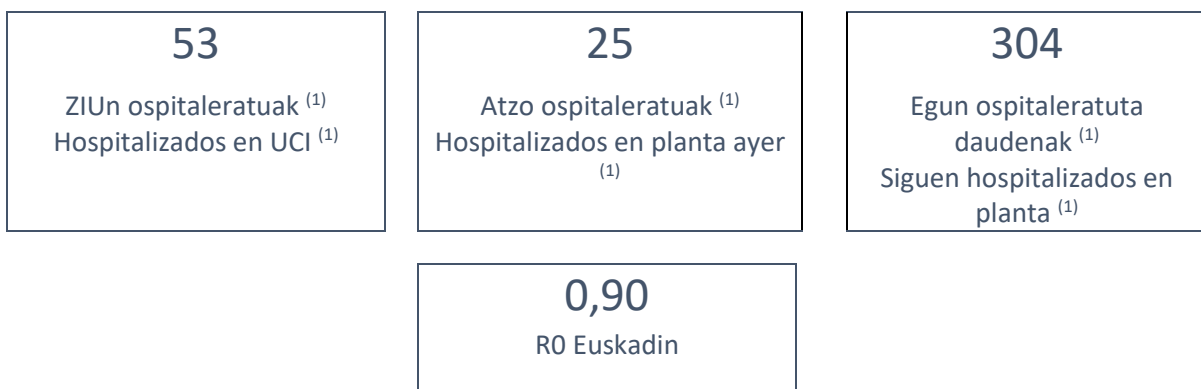 53
ZIUn ospitaleratuak (1)
Hospitalizados en UCI (1)
25
Atzo ospitaleratuak (1)
Hospitalizados en planta ayer
(1)
304
Egun ospitaleratuta
daudenak (1)
Siguen hospitalizados en
planta (1)
0,90
R0 Euskadin